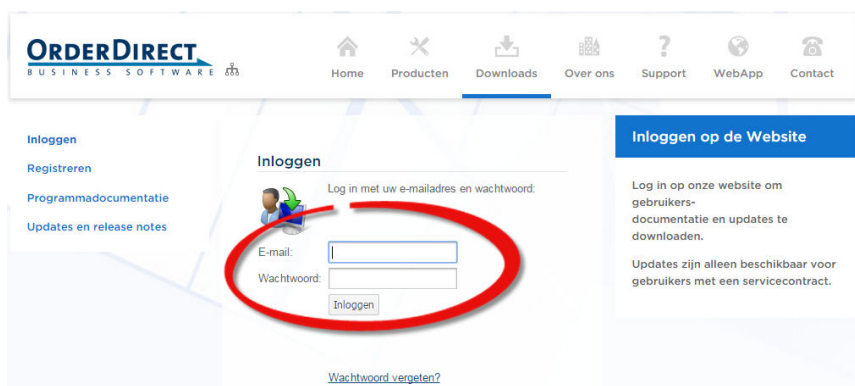 ORDERDIRECT
BUSINESS SOFTWARE
Home Producten Downloads Over ons Support WebApp Contact
Inloggen
Registreren
Programmadocumentatie
Updates en release notes
Inloggen
Log in met uw e-mailadres en wachtwoord:
E-mail:
Wachtwoord:
Inloggen
Wachtwoord vergeten?
Inloggen op de Website
Log in op onze website om
gebruikers-
documentatie en updates te
downloaden.
Updates zijn alleen beschikbaar voor
gebruikers met een servicecontract.